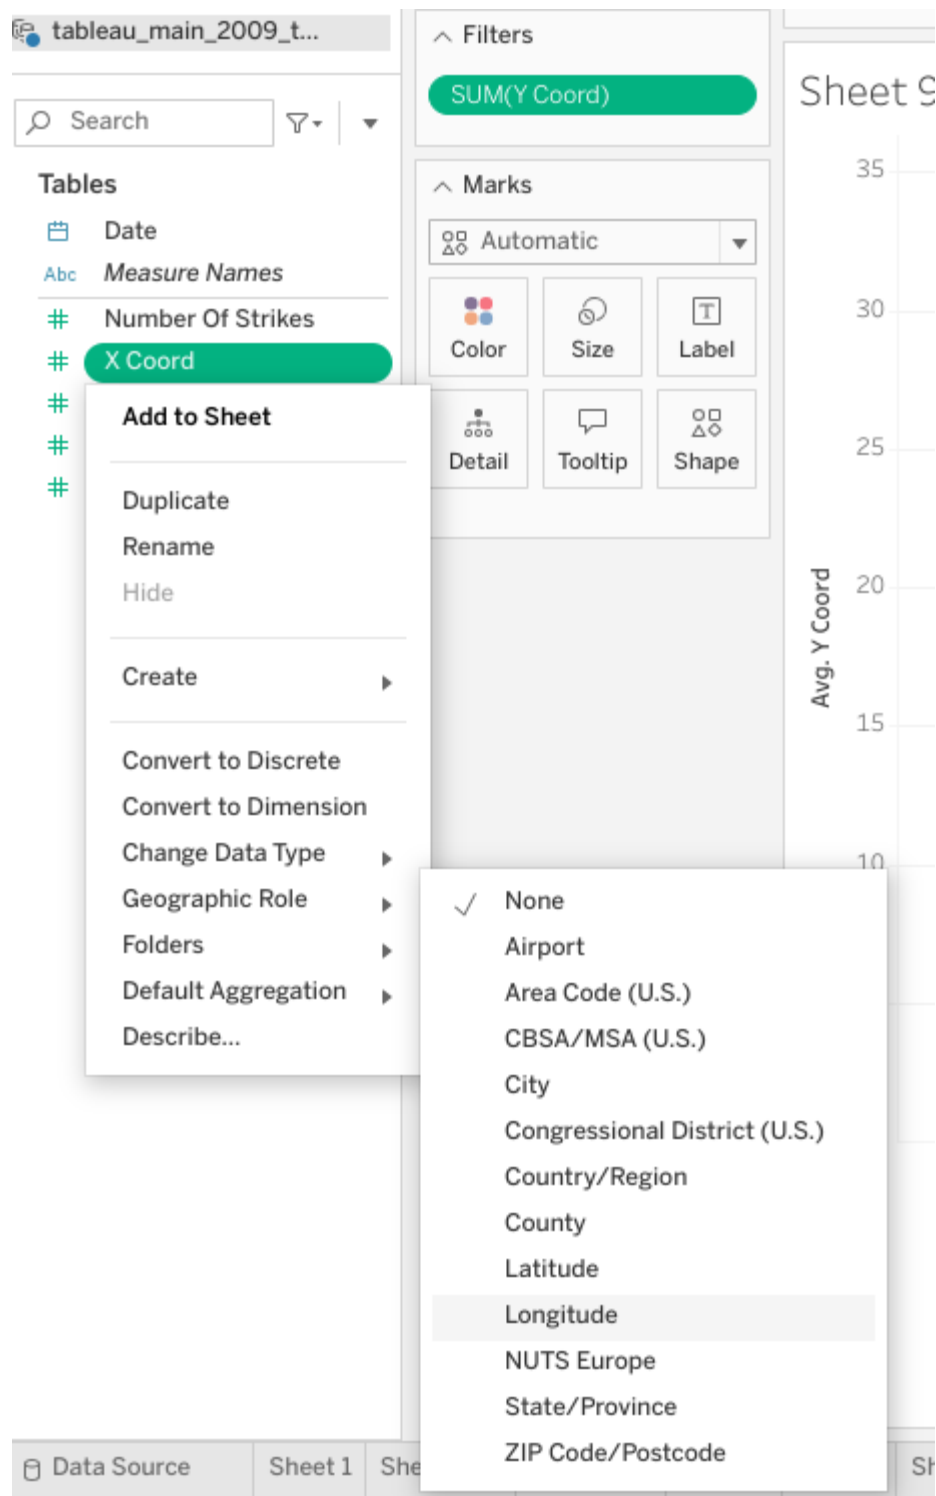 tableau_main_2009_t...
Search
Tables
Date
Abc Measure Names
Number Of Strikes
X Coord
Add to Sheet
Duplicate
Rename
Hide
Create
Convert to Discrete
Convert to Dimension
Change Data Type
Geographic Role
Folders
Default Aggregation
Describe...
Filters
SUM(Y Coord)
Marks
Automatic
Color Size Label
Detail Tooltip Shape
None
Airport
Area Code (U.S.)
CBSA/MSA (U.S.)
City
Congressional District (U.S.)
Country/Region
County
Latitude
Longitude
NUTS Europe
State/Province
ZIP Code/Postcode
Sheet 9
35
30
25
20
15
10
Avg. Y Coord
Data Source Sheet 1